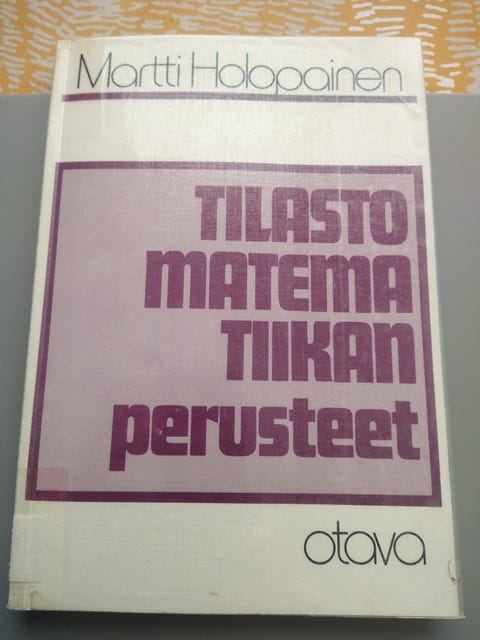 Martti Holopainen
TILASTO
MATEMA
TIIKAN
perusteet
otava